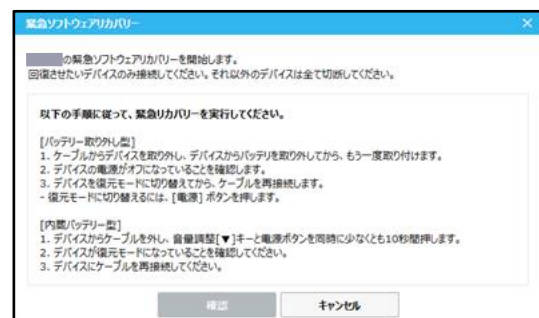 緊急ソフトウェアリカバリー
の緊急ソフトウェアリカバリーを開始します。
回復させたいデバイスのみ接続してください。それ以外のデバイスは全て切断してください。
以下の手順に従って、緊急リカバリーを実行してください。
[バッテリー取り外し型]
1. ケーブルからデバイスを取り外し、デバイスからバッテリを取り外してから、もう一度取り付けます。
2. デバイスの電源がオフになっていることを確認します。
3. デバイスを復元モードに切り替えてから、ケーブルを再接続します。
- 復元モードに切り替えるには、[電源] ボタンを押します。
[内蔵バッテリー型]
1. デバイスからケーブルを外し、音量調整[▼]キーと電源ボタンを同時に少なくとも10秒間押します。
2. デバイスが復元モードになっていることを確認してください。
3. デバイスにケーブルを再接続してください。
確認
キャンセル